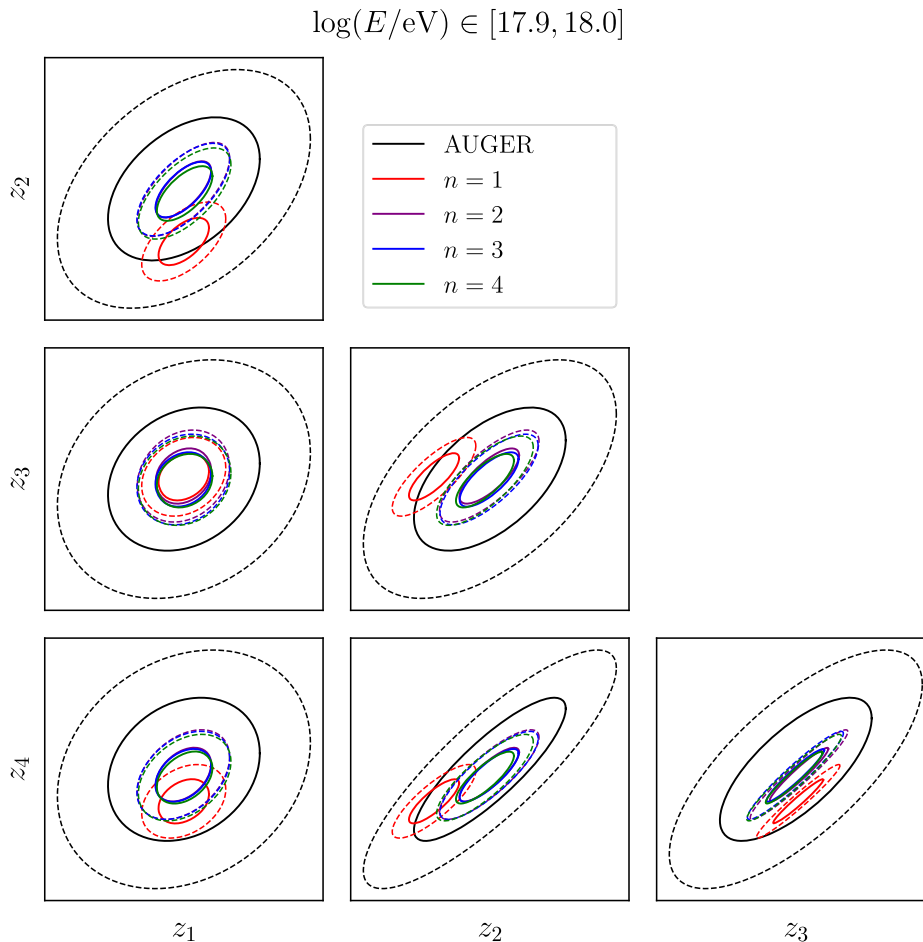 log(E/eV) ∈ [17.9, 18.0]
z₂
AUGER
n = 1
n = 2
n = 3
n = 4
z₃
z₄
z₁
z₂
z₃